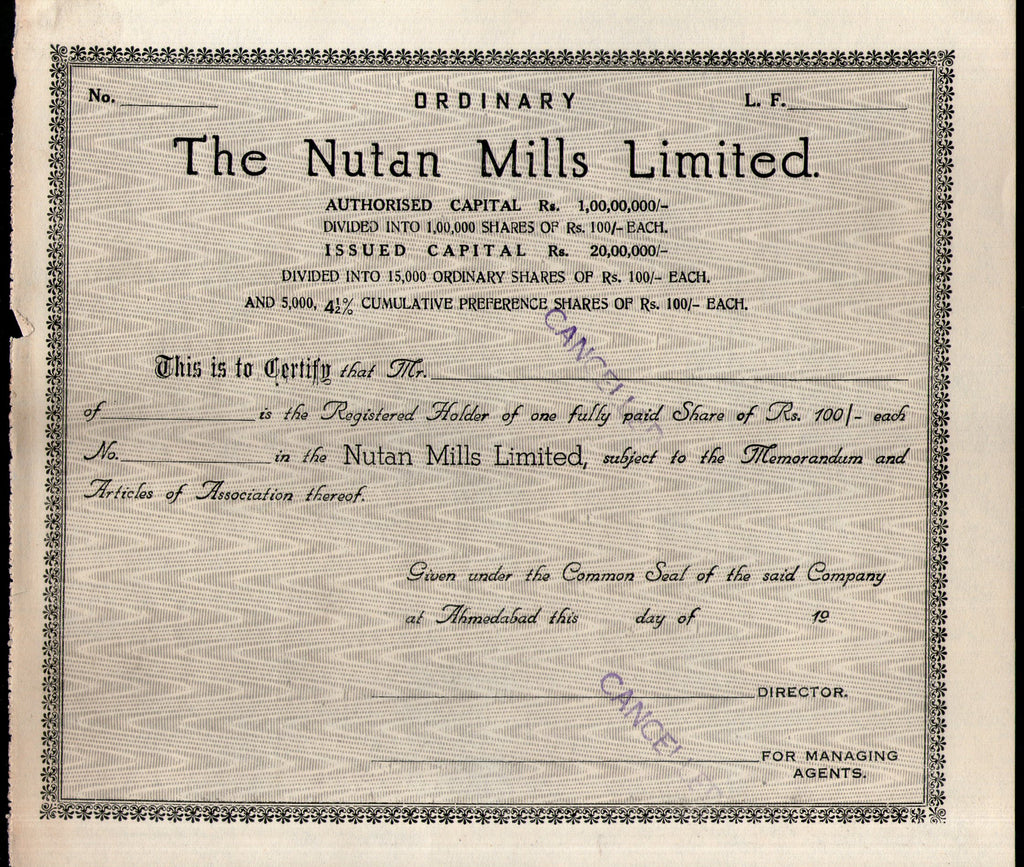 No. ORDINARY L. F.
The Nutan Mills Limited.
AUTHORISED CAPITAL Rs. 1,00,00,000/-
DIVIDED INTO 1,00,000 SHARES OF Rs. 100/- EACH.
ISSUED CAPITAL Rs. 20,00,000/-
DIVIDED INTO 15,000 ORDINARY SHARES OF Rs. 100/- EACH.
AND 5,000, 4½% CUMULATIVE PREFERENCE SHARES OF Rs. 100/- EACH.
CANCELLED
This is to Certify that Mr.
of is the Registered Holder of one fully paid Share of Rs. 100/- each
No. in the Nutan Mills Limited, subject to the Memorandum and
Articles of Association thereof.
Given under the Common Seal of the said Company
at Ahmedabad this day of 19
DIRECTOR.
CANCELLED
FOR MANAGING
AGENTS.